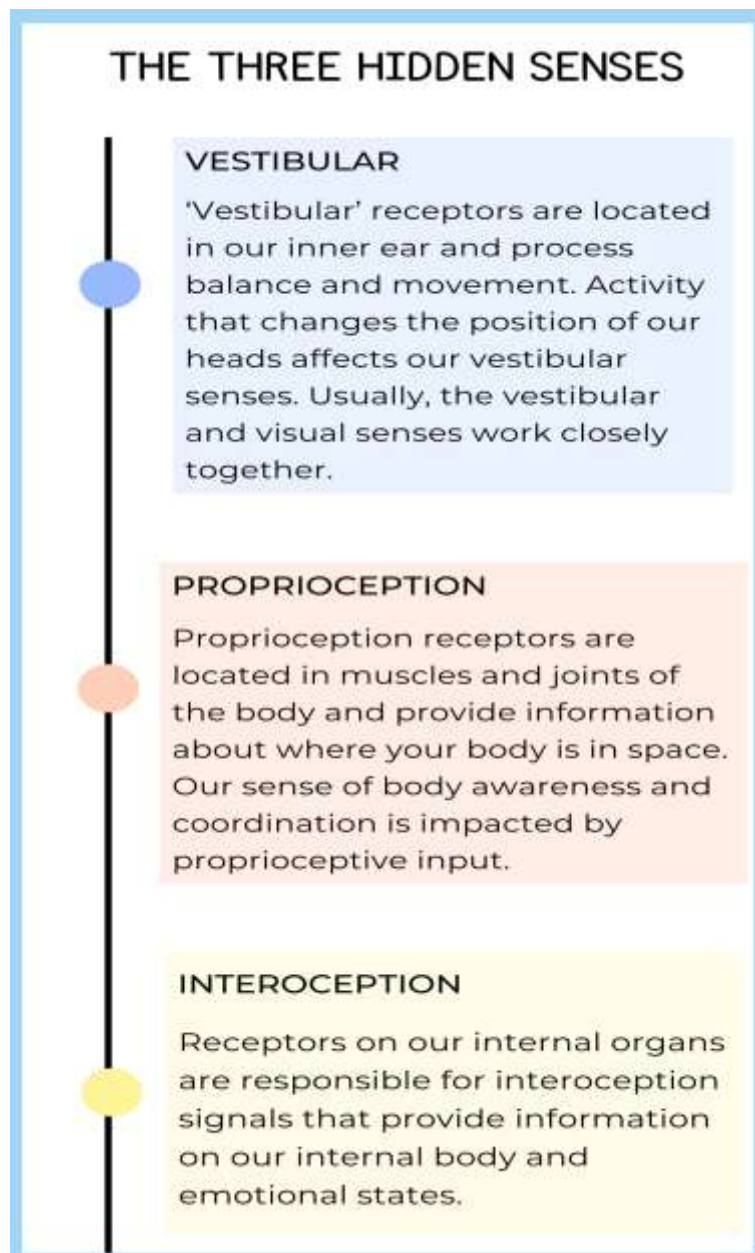 THE THREE HIDDEN SENSES
VESTIBULAR
‘Vestibular’ receptors are located
in our inner ear and process
balance and movement. Activity
that changes the position of our
heads affects our vestibular
senses. Usually, the vestibular
and visual senses work closely
together.
PROPRIOCEPTION
Proprioception receptors are
located in muscles and joints of
the body and provide information
about where your body is in space.
Our sense of body awareness and
coordination is impacted by
proprioceptive input.
INTEROCEPTION
Receptors on our internal organs
are responsible for interoception
signals that provide information
on our internal body and
emotional states.